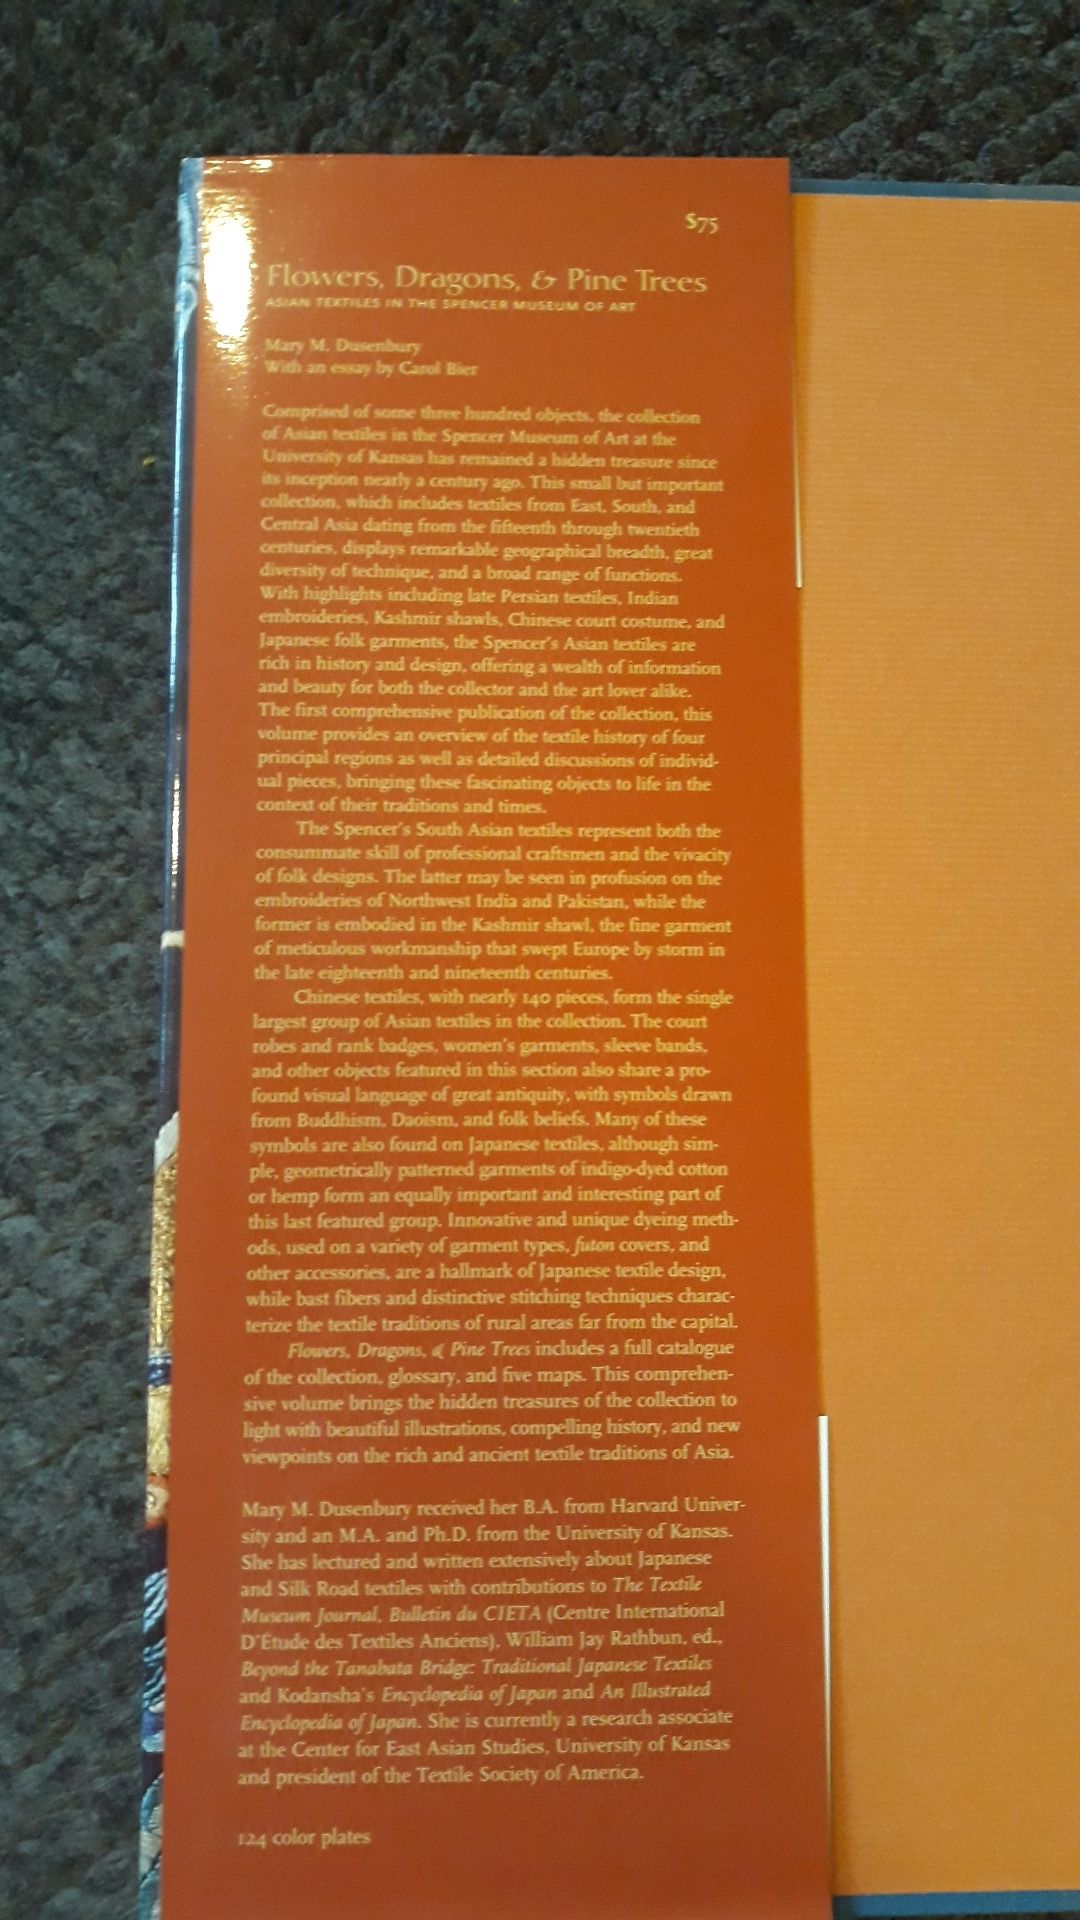 $75
Flowers, Dragons, & Pine Trees
ASIAN TEXTILES IN THE SPENCER MUSEUM OF ART
Mary M. Dusenbury
With an essay by Carol Bier
Comprised of some three hundred objects, the collection
of Asian textiles in the Spencer Museum of Art at the
University of Kansas has remained a hidden treasure since
its inception nearly a century ago. This small but important
collection, which includes textiles from East, South, and
Central Asia dating from the fifteenth through twentieth
centuries, displays remarkable geographical breadth, great
diversity of technique, and a broad range of functions.
With highlights including late Persian textiles, Indian
embroideries, Kashmir shawls, Chinese court costume, and
Japanese folk garments, the Spencer's Asian textiles are
rich in history and design, offering a wealth of information
and beauty for both the collector and the art lover alike.
The first comprehensive publication of the collection, this
volume provides an overview of the textile history of four
principal regions as well as detailed discussions of individ-
ual pieces, bringing these fascinating objects to life in the
context of their traditions and times.
The Spencer's South Asian textiles represent both the
consummate skill of professional craftsmen and the vivacity
of folk designs. The latter may be seen in profusion on the
embroideries of Northwest India and Pakistan, while the
former is embodied in the Kashmir shawl, the fine garment
of meticulous workmanship that swept Europe by storm in
the late eighteenth and nineteenth centuries.
Chinese textiles, with nearly 140 pieces, form the single
largest group of Asian textiles in the collection. The court
robes and rank badges, women's garments, sleeve bands,
and other objects featured in this section also share a pro-
found visual language of great antiquity, with symbols drawn
from Buddhism, Daoism, and folk beliefs. Many of these
symbols are also found on Japanese textiles, although sim-
ple, geometrically patterned garments of indigo-dyed cotton
or hemp form an equally important and interesting part of
this last featured group. Innovative and unique dyeing meth-
ods, used on a variety of garment types, futon covers, and
other accessories, are a hallmark of Japanese textile design,
while bast fibers and distinctive stitching techniques charac-
terize the textile traditions of rural areas far from the capital.
Flowers, Dragons, & Pine Trees includes a full catalogue
of the collection, glossary, and five maps. This comprehen-
sive volume brings the hidden treasures of the collection to
light with beautiful illustrations, compelling history, and new
viewpoints on the rich and ancient textile traditions of Asia.
Mary M. Dusenbury received her B.A. from Harvard Univer-
sity and an M.A. and Ph.D. from the University of Kansas.
She has lectured and written extensively about Japanese
and Silk Road textiles with contributions to The Textile
Museum Journal, Bulletin du CIETA (Centre International
D'Étude des Textiles Anciens), William Jay Rathbun, ed.,
Beyond the Tanabata Bridge: Traditional Japanese Textiles
and Kodansha's Encyclopedia of Japan and An Illustrated
Encyclopedia of Japan. She is currently a research associate
at the Center for East Asian Studies, University of Kansas
and president of the Textile Society of America.
124 color plates